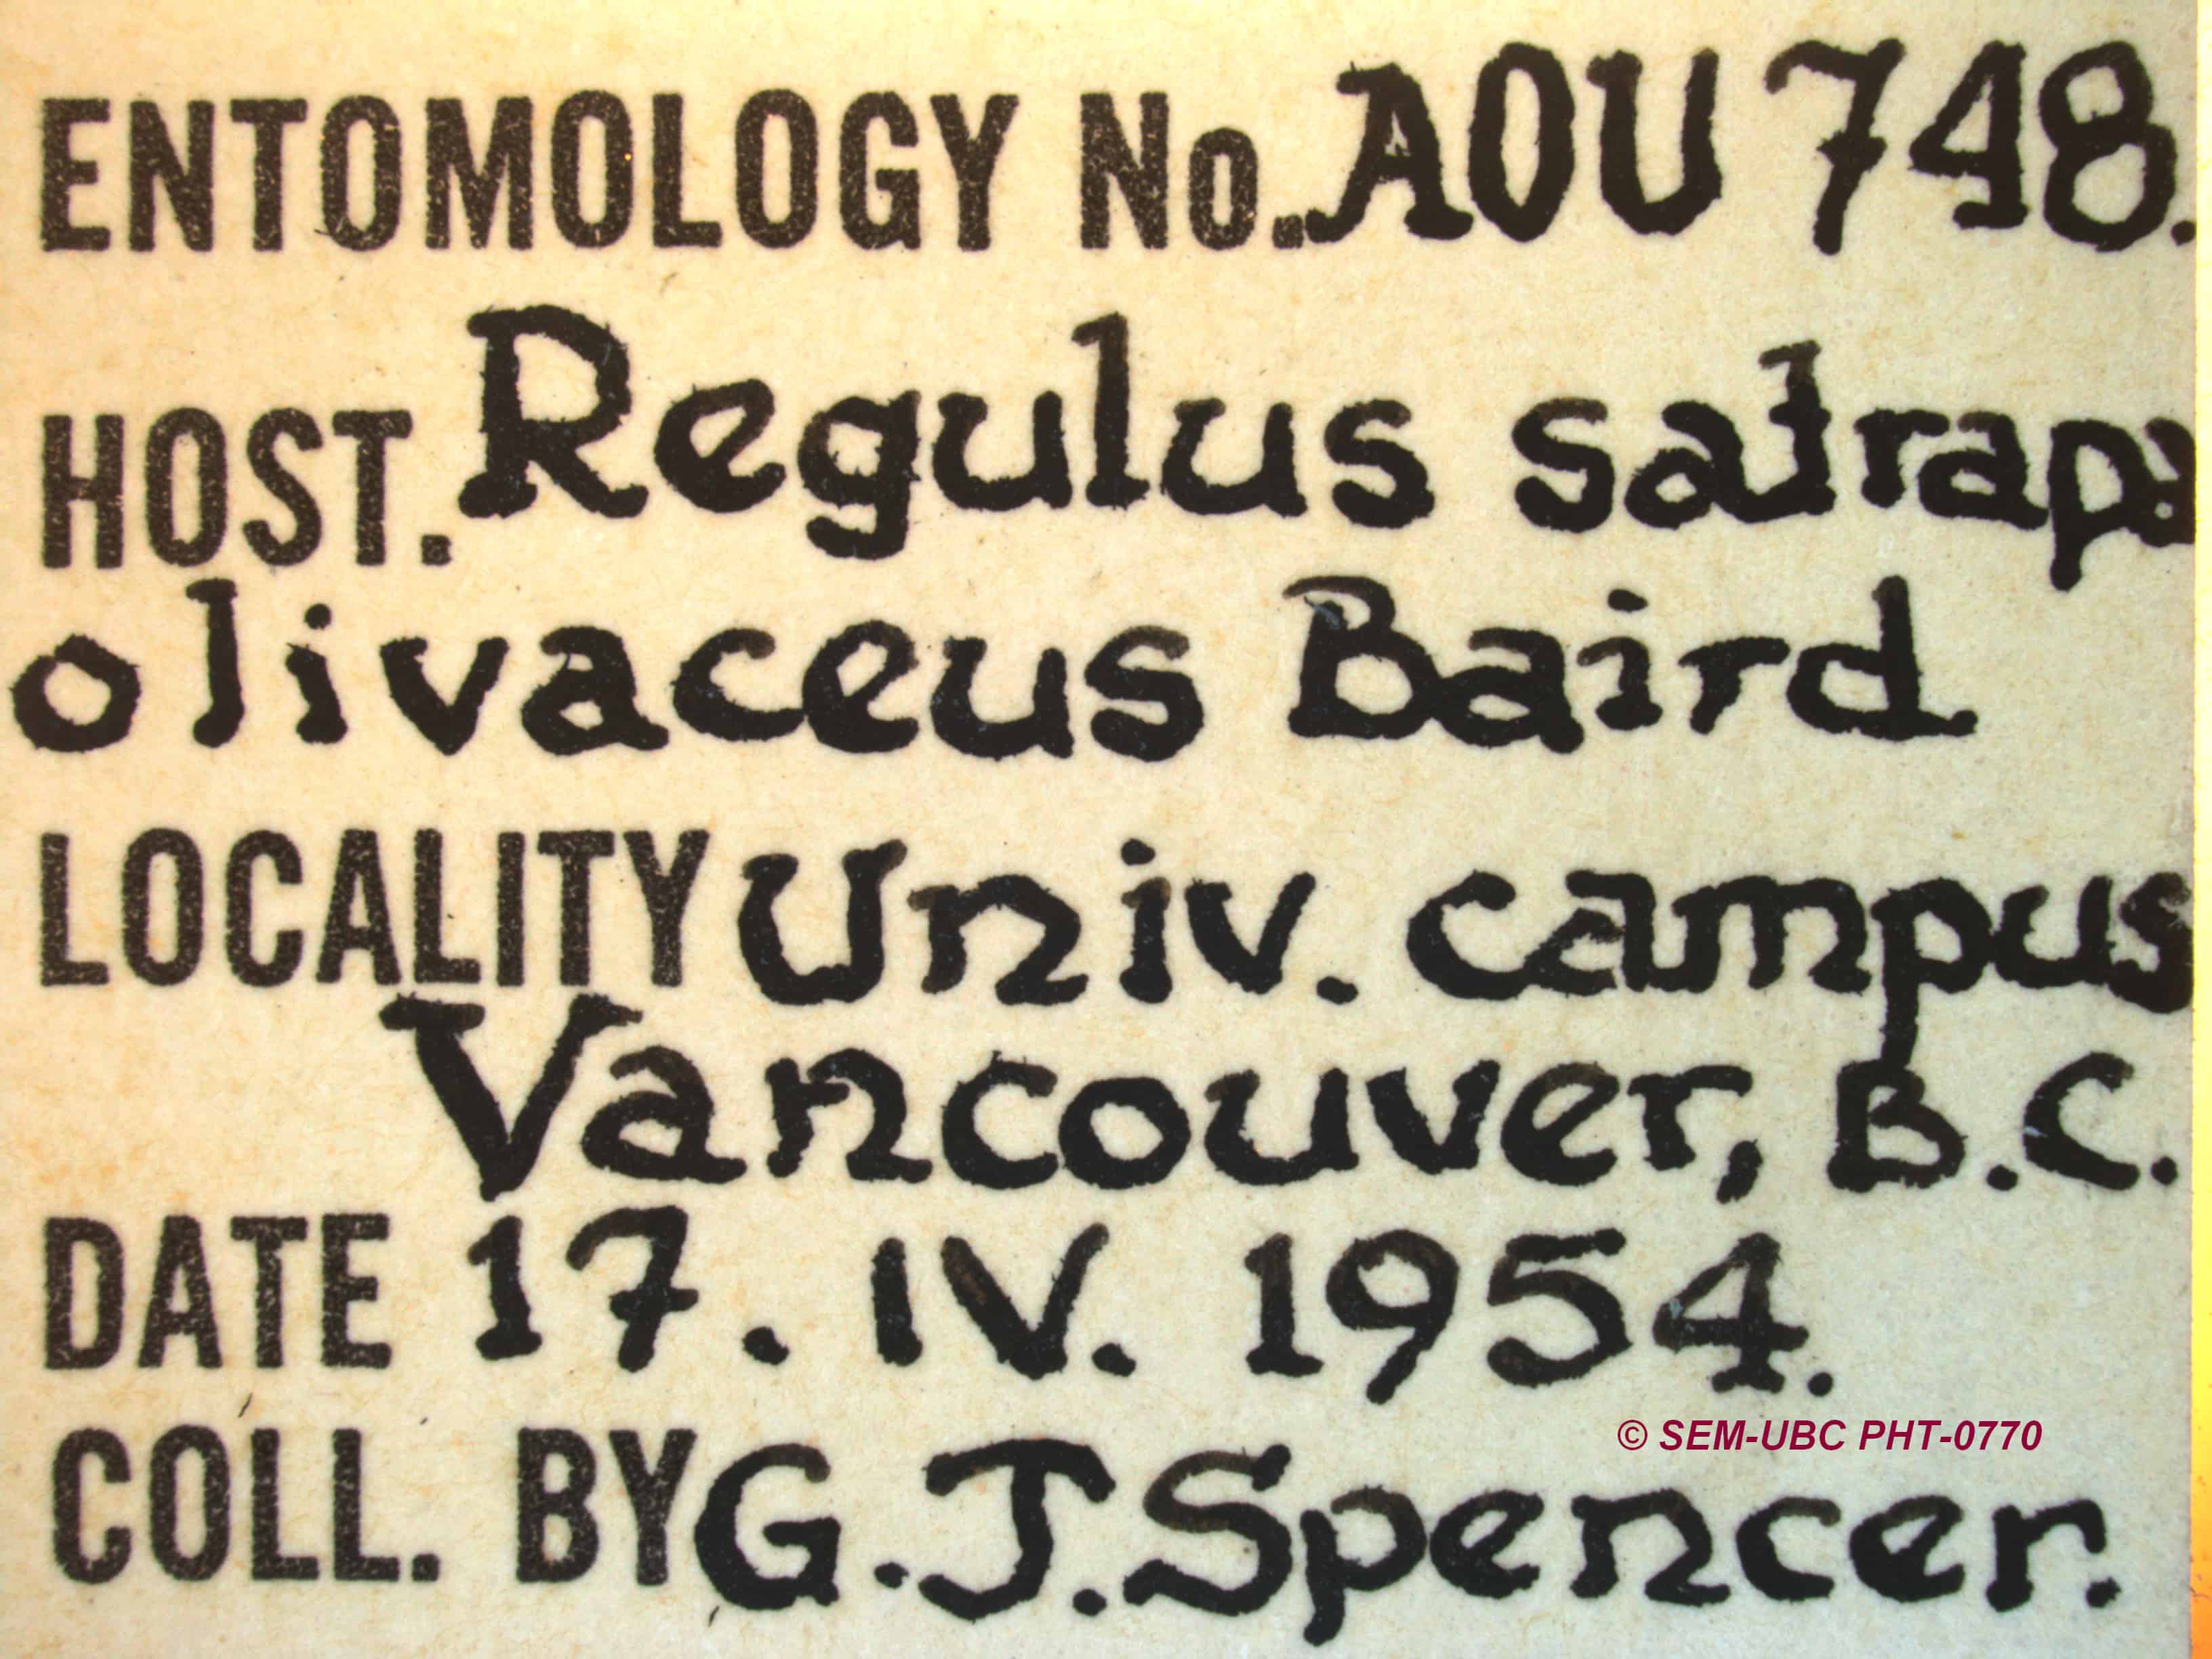 ENTOMOLOGY No. AOU 748.
HOST. Regulus satrapa
olivaceus Baird
LOCALITY Univ. campus
Vancouver, B.C.
DATE 17. IV. 1954.
© SEM-UBC PHT-0770
COLL. BY G. J. Spencer.